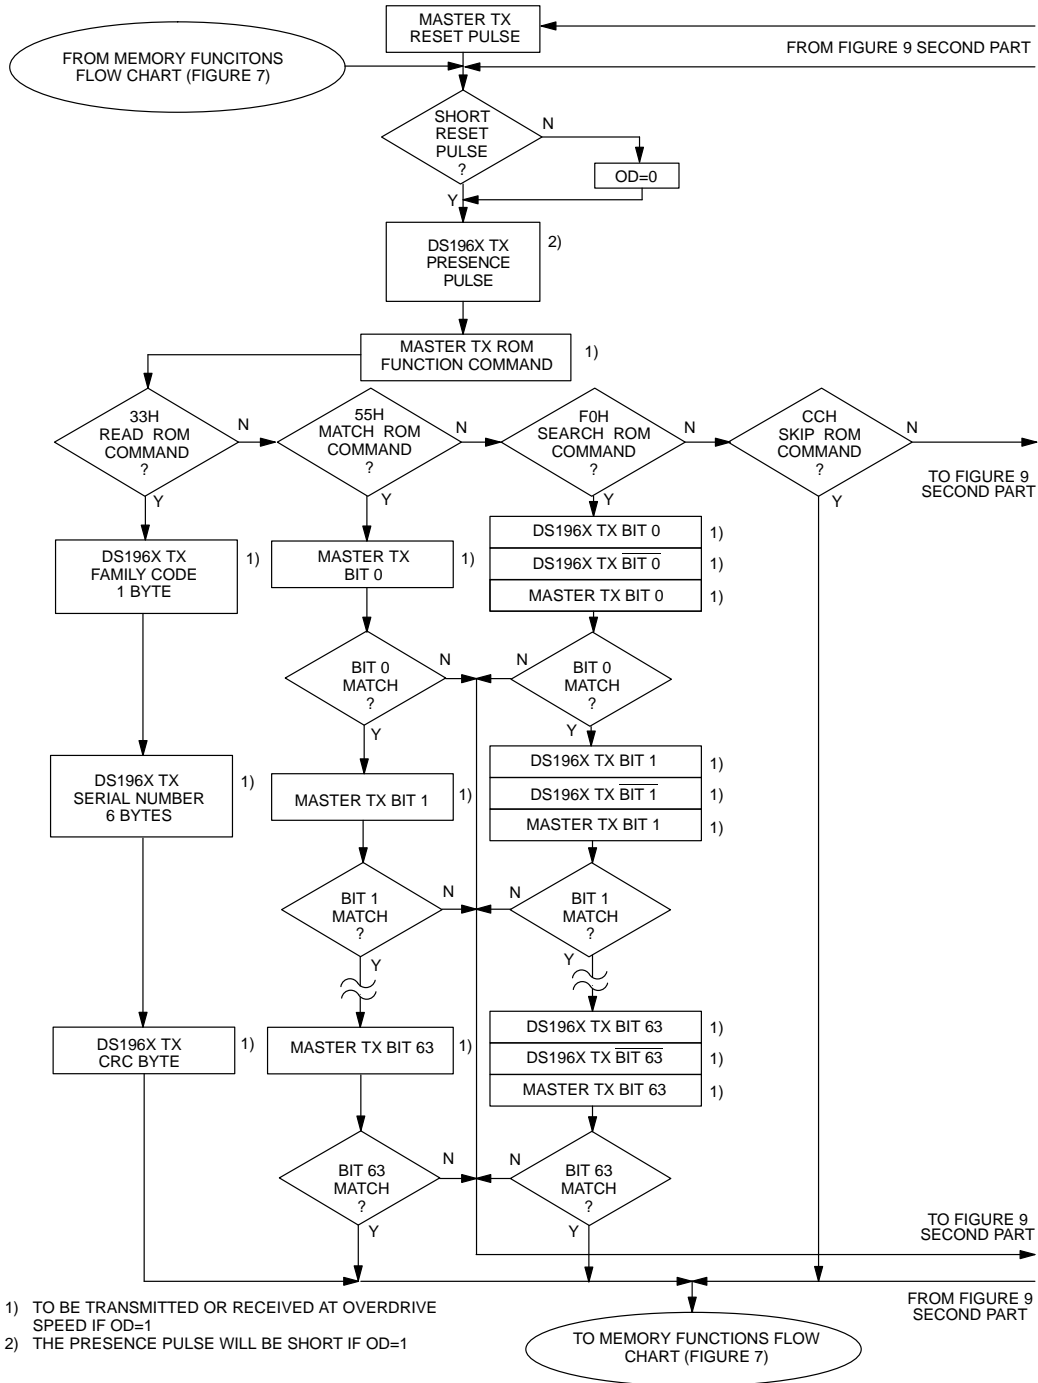 MASTER TX
RESET PULSE
FROM FIGURE 9 SECOND PART
FROM MEMORY FUNCITONS
FLOW CHART (FIGURE 7)
SHORT
RESET
PULSE
?
N
OD=0
Y
DS196X TX
PRESENCE
PULSE
2)
MASTER TX ROM
FUNCTION COMMAND
1)
33H
READ ROM
COMMAND
?
N
Y
55H
MATCH ROM
COMMAND
?
N
Y
F0H
SEARCH ROM
COMMAND
?
N
Y
CCH
SKIP ROM
COMMAND
?
N
Y
TO FIGURE 9
SECOND PART
DS196X TX
FAMILY CODE
1 BYTE
1)
MASTER TX
BIT 0
1)
DS196X TX BIT 0
1)
DS196X TX B̅I̅T̅ ̅0̅
1)
MASTER TX BIT 0
1)
BIT 0
MATCH
?
N
Y
N
BIT 0
MATCH
?
Y
DS196X TX
SERIAL NUMBER
6 BYTES
1)
MASTER TX BIT 1
1)
DS196X TX BIT 1
1)
DS196X TX B̅I̅T̅ ̅1̅
1)
MASTER TX BIT 1
1)
BIT 1
MATCH
?
N
Y
N
BIT 1
MATCH
?
Y
DS196X TX
CRC BYTE
1)
MASTER TX BIT 63
1)
DS196X TX BIT 63
1)
DS196X TX B̅I̅T̅ ̅6̅3̅
1)
MASTER TX BIT 63
1)
BIT 63
MATCH
?
N
Y
N
BIT 63
MATCH
?
Y
TO FIGURE 9
SECOND PART
FROM FIGURE 9
SECOND PART
1) TO BE TRANSMITTED OR RECEIVED AT OVERDRIVE
SPEED IF OD=1
2) THE PRESENCE PULSE WILL BE SHORT IF OD=1
TO MEMORY FUNCTIONS FLOW
CHART (FIGURE 7)